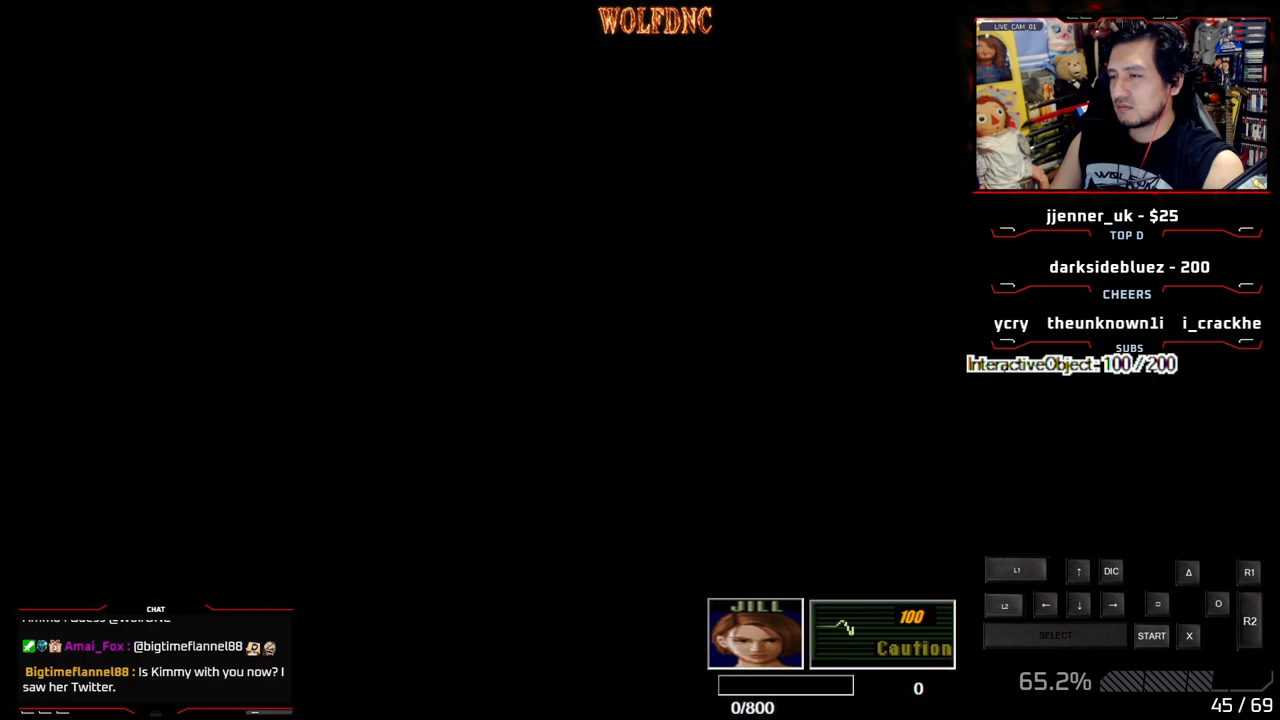 WOLFDNC
LIVE CAM_01
jjenner_uk - $25
TOP D
darksidebluez - 200
CHEERS
ycry theunknown1i i_crackhe
SUBS
InteractiveObject: 100 / 200
L1
↑
DIC
Δ
R1
L2
←
↓
→
□
O
R2
SELECT
START
X
65.2%
45 / 69
JILL
100
Caution
0/800
0
CHAT
Amai_Fox : @bigtimeflannel88
Bigtimeflannel88 : Is Kimmy with you now? I
saw her Twitter.